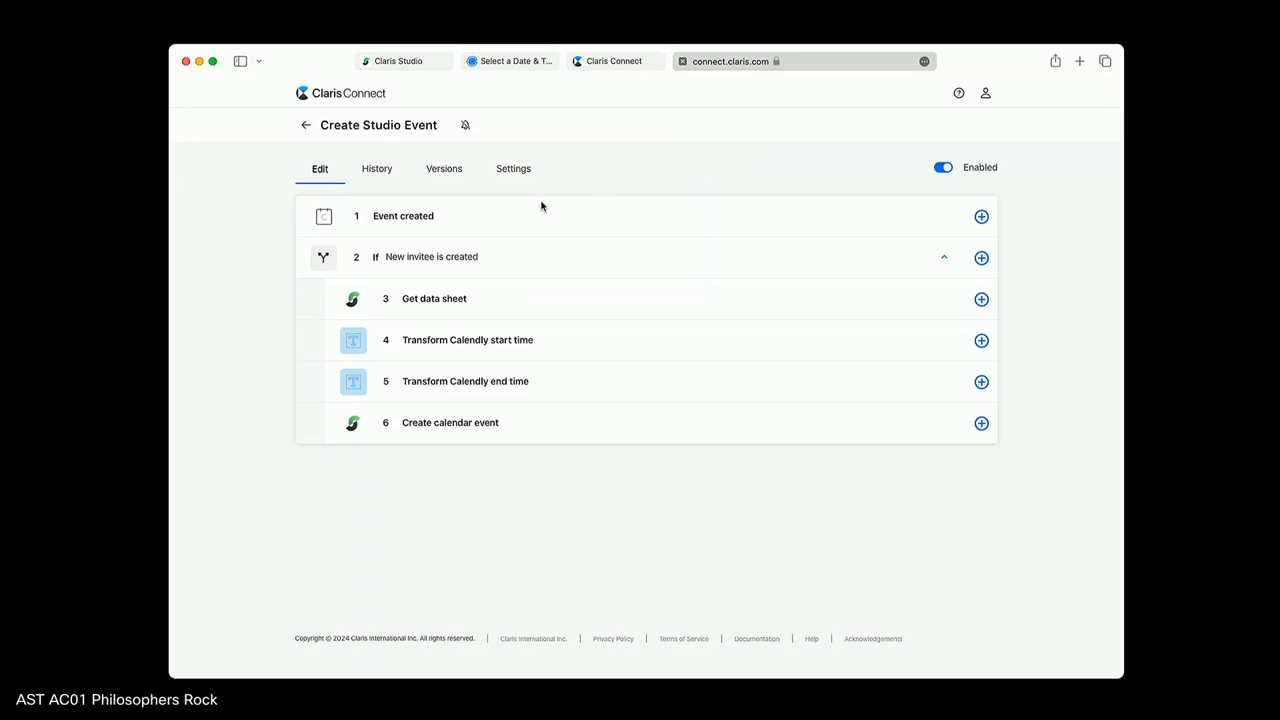 Claris Studio
Select a Date & T...
Claris Connect
connect.claris.com
Claris Connect
Create Studio Event
Edit
History
Versions
Settings
Enabled
1 Event created
2 If New invitee is created
3 Get data sheet
4 Transform Calendly start time
5 Transform Calendly end time
6 Create calendar event
Copyright © 2024 Claris International Inc. All rights reserved. | Claris International Inc. | Privacy Policy | Terms of Service | Documentation | Help | Acknowledgements
AST AC01 Philosophers Rock